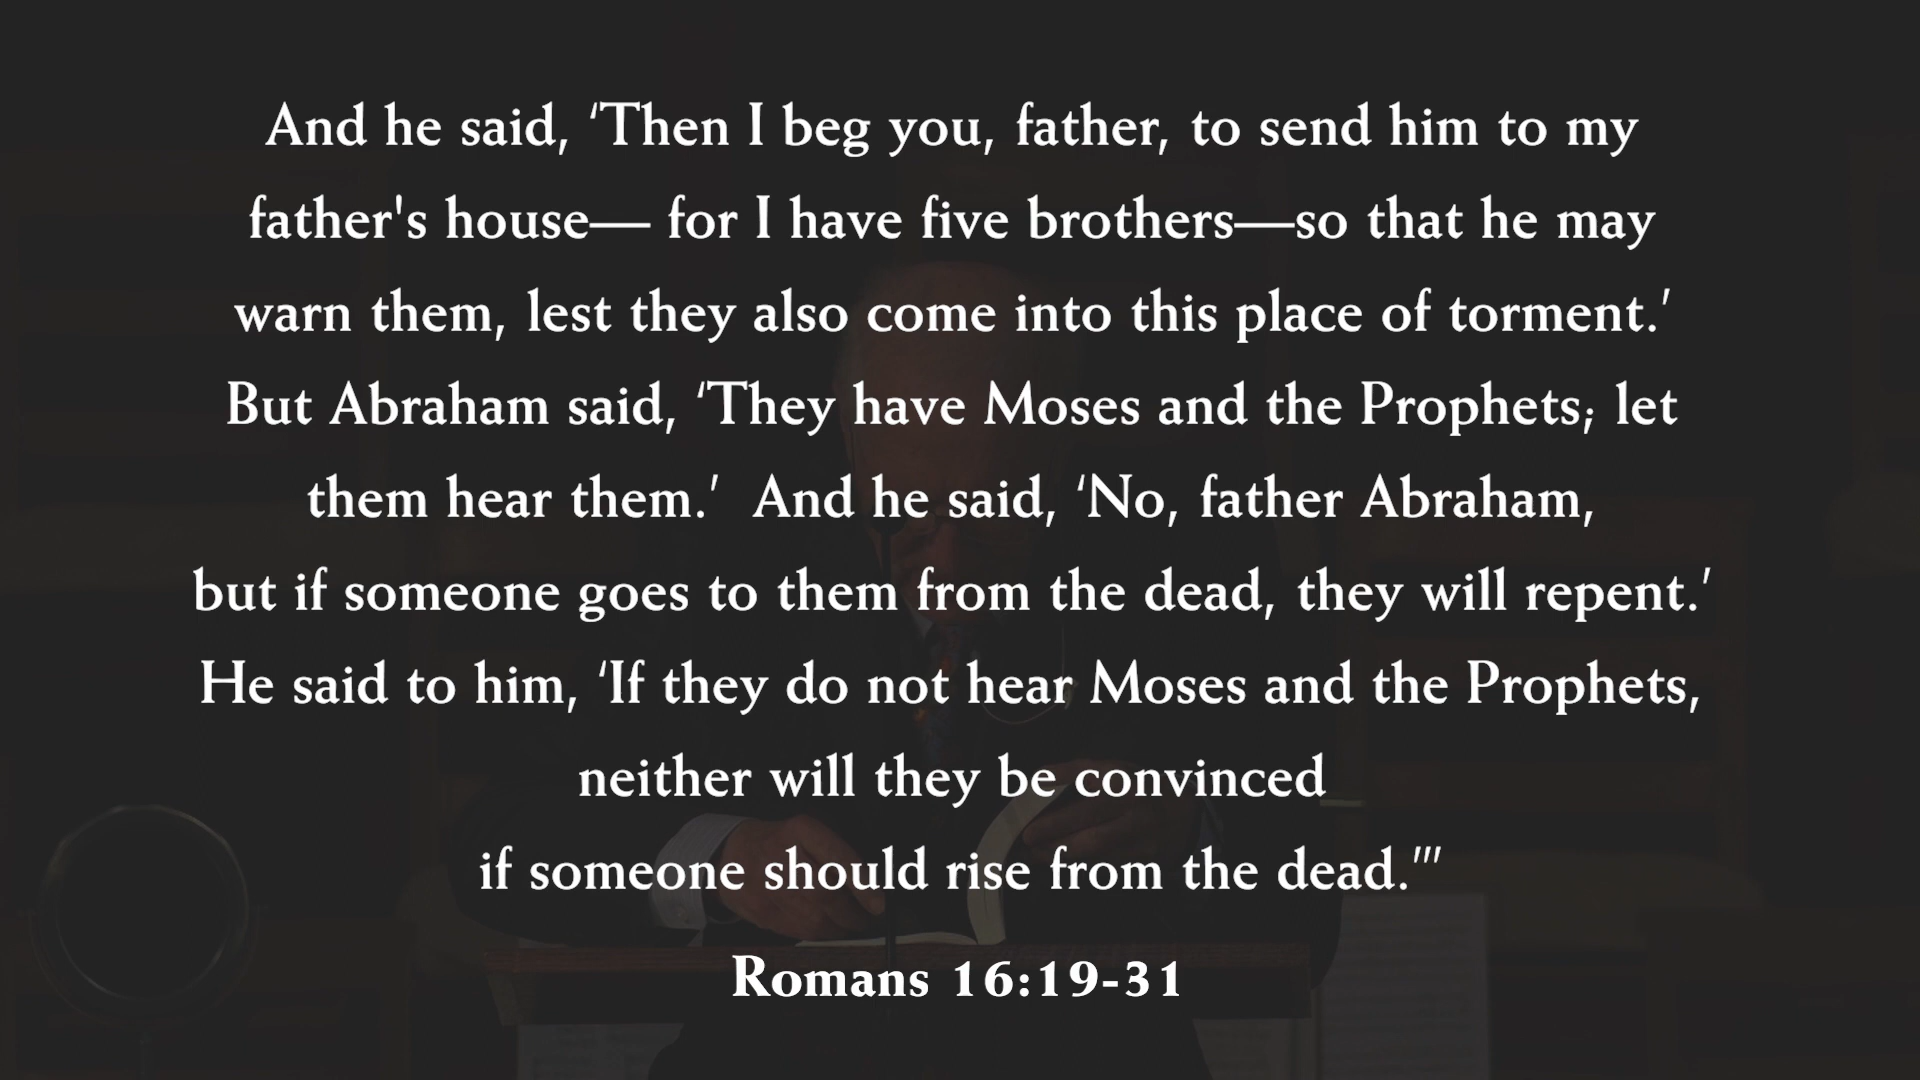 And he said, ‘Then I beg you, father, to send him to my
father's house— for I have five brothers—so that he may
warn them, lest they also come into this place of torment.’
But Abraham said, ‘They have Moses and the Prophets; let
them hear them.’  And he said, ‘No, father Abraham,
but if someone goes to them from the dead, they will repent.’
He said to him, ‘If they do not hear Moses and the Prophets,
neither will they be convinced
if someone should rise from the dead.’”
Romans 16:19-31